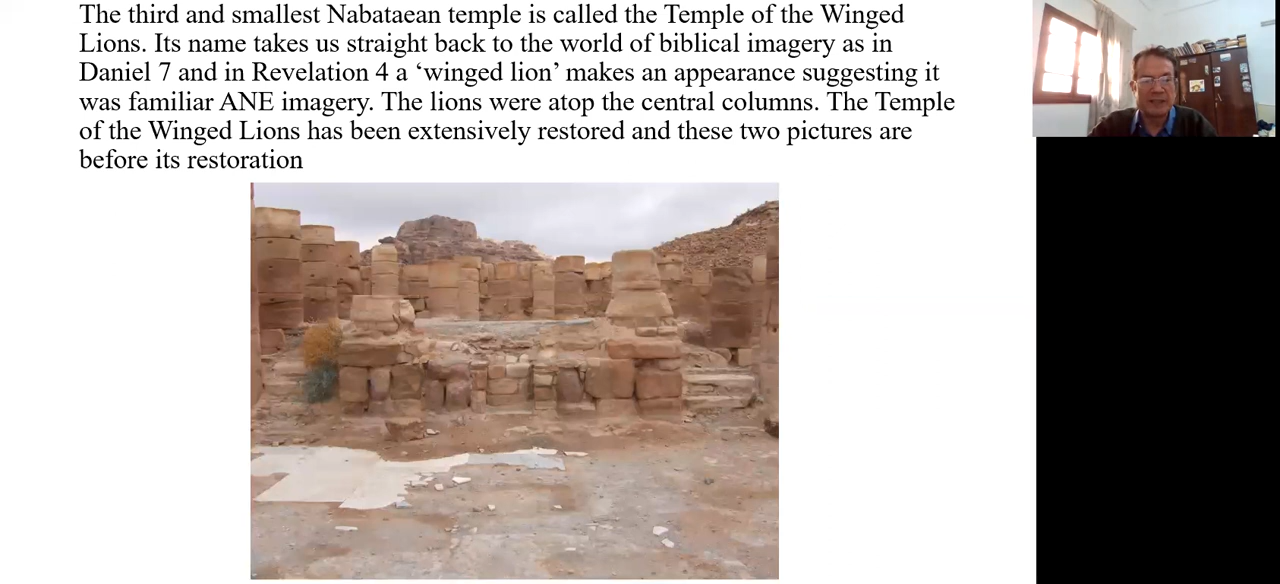 The third and smallest Nabataean temple is called the Temple of the Winged
Lions. Its name takes us straight back to the world of biblical imagery as in
Daniel 7 and in Revelation 4 a ‘winged lion’ makes an appearance suggesting it
was familiar ANE imagery. The lions were atop the central columns. The Temple
of the Winged Lions has been extensively restored and these two pictures are
before its restoration